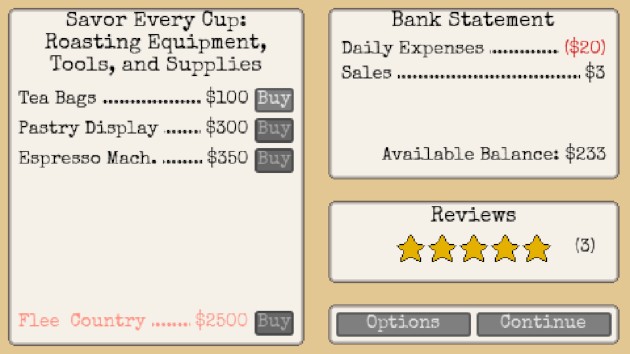 Savor Every Cup:
Roasting Equipment,
Tools, and Supplies
Tea Bags .................. $100 Buy
Pastry Display ....... $300 Buy
Espresso Mach. ........ $350 Buy
Flee Country ....... $2500 Buy
Bank Statement
Daily Expenses ............ ($20)
Sales ................................. $3
Available Balance: $233
Reviews
(3)
Options Continue